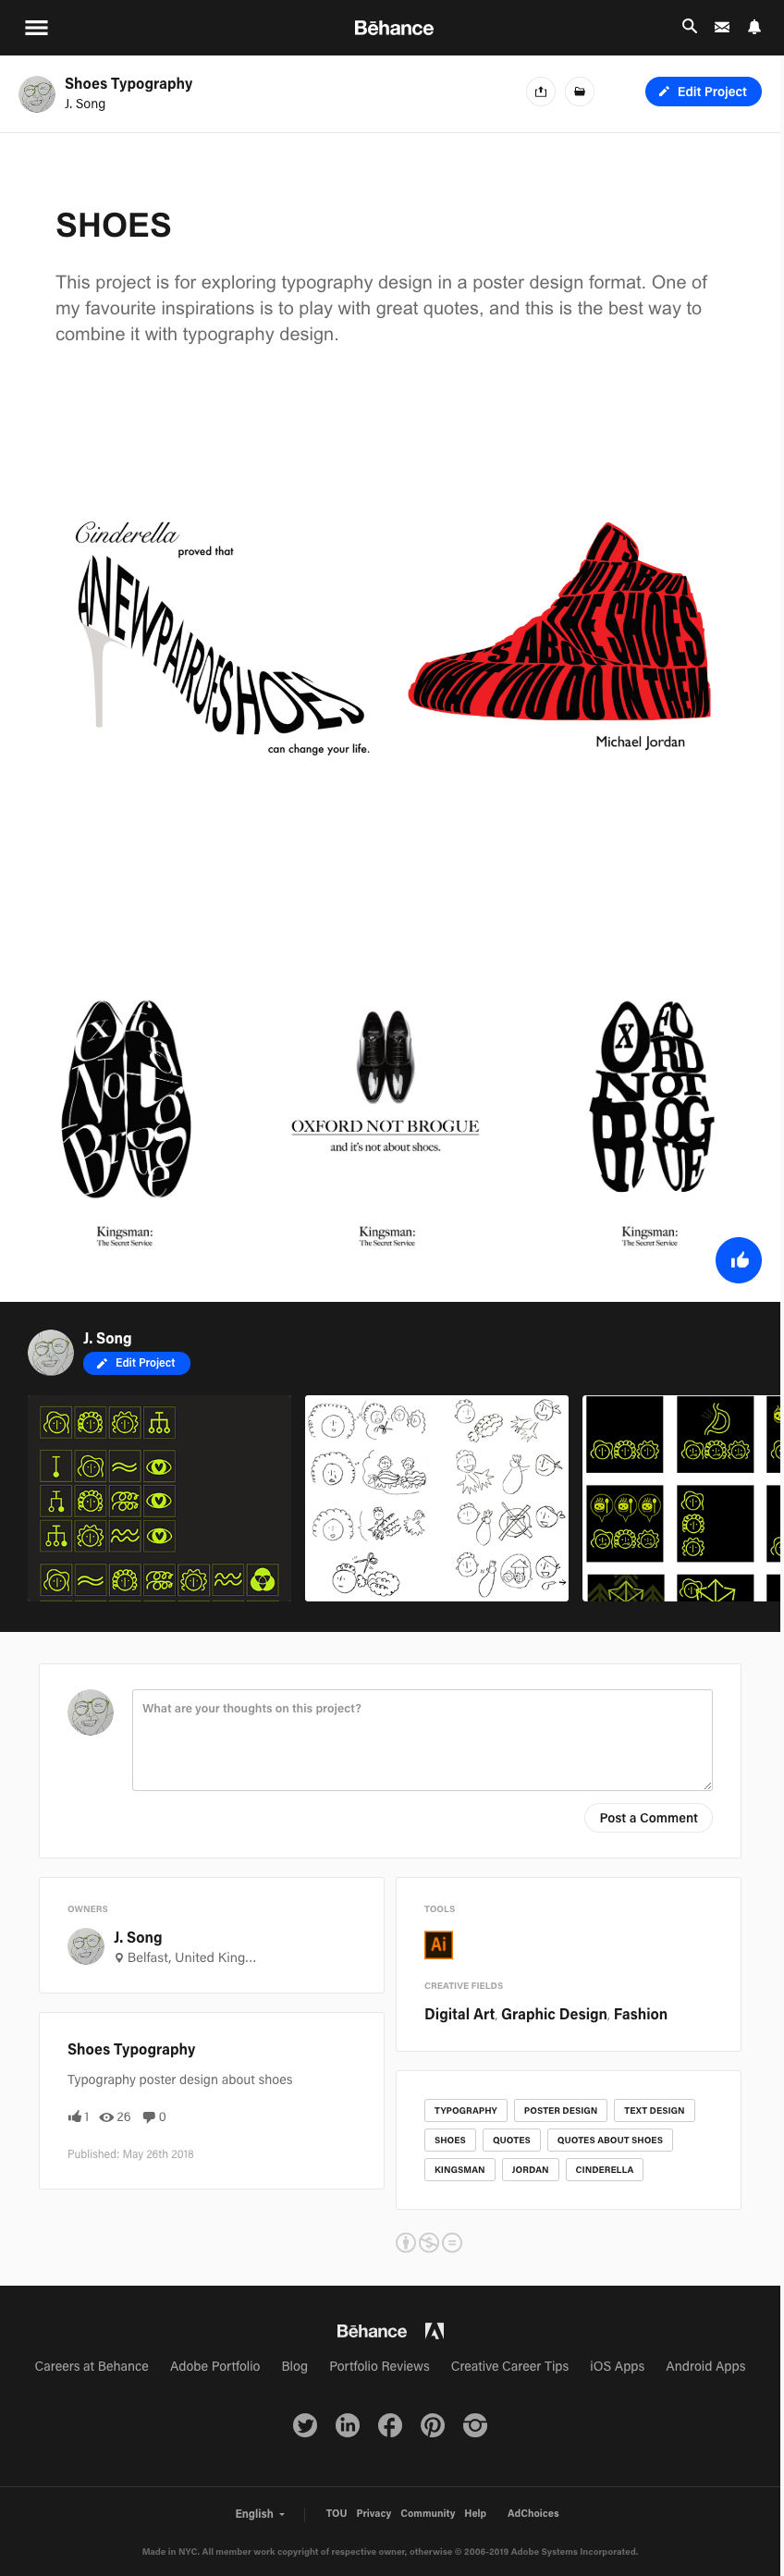 Bēhance
Shoes Typography
J. Song
Edit Project
SHOES
This project is for exploring typography design in a poster design format. One of
my favourite inspirations is to play with great quotes, and this is the best way to
combine it with typography design.
Cinderella
proved that
A NEW PAIR OF SHOES
can change your life.
IT'S
NOT ABOUT
THE SHOES
IT'S ABOUT
WHAT YOU DO IN THEM
Michael Jordan
Oxford
Not
Brogue
Kingsman:
The Secret Service
OXFORD NOT BROGUE
and it's not about shoes.
Kingsman:
The Secret Service
OXFORD
NOT
BROGUE
Kingsman:
The Secret Service
J. Song
Edit Project
What are your thoughts on this project?
Post a Comment
OWNERS
J. Song
Belfast, United King...
Shoes Typography
Typography poster design about shoes
1 26 0
Published: May 26th 2018
TOOLS
Ai
CREATIVE FIELDS
Digital Art, Graphic Design, Fashion
TYPOGRAPHY POSTER DESIGN TEXT DESIGN
SHOES QUOTES QUOTES ABOUT SHOES
KINGSMAN JORDAN CINDERELLA
Bēhance
Careers at Behance Adobe Portfolio Blog Portfolio Reviews Creative Career Tips iOS Apps Android Apps
English TOU Privacy Community Help AdChoices
Made in NYC. All member work copyright of respective owner, otherwise © 2006-2019 Adobe Systems Incorporated.